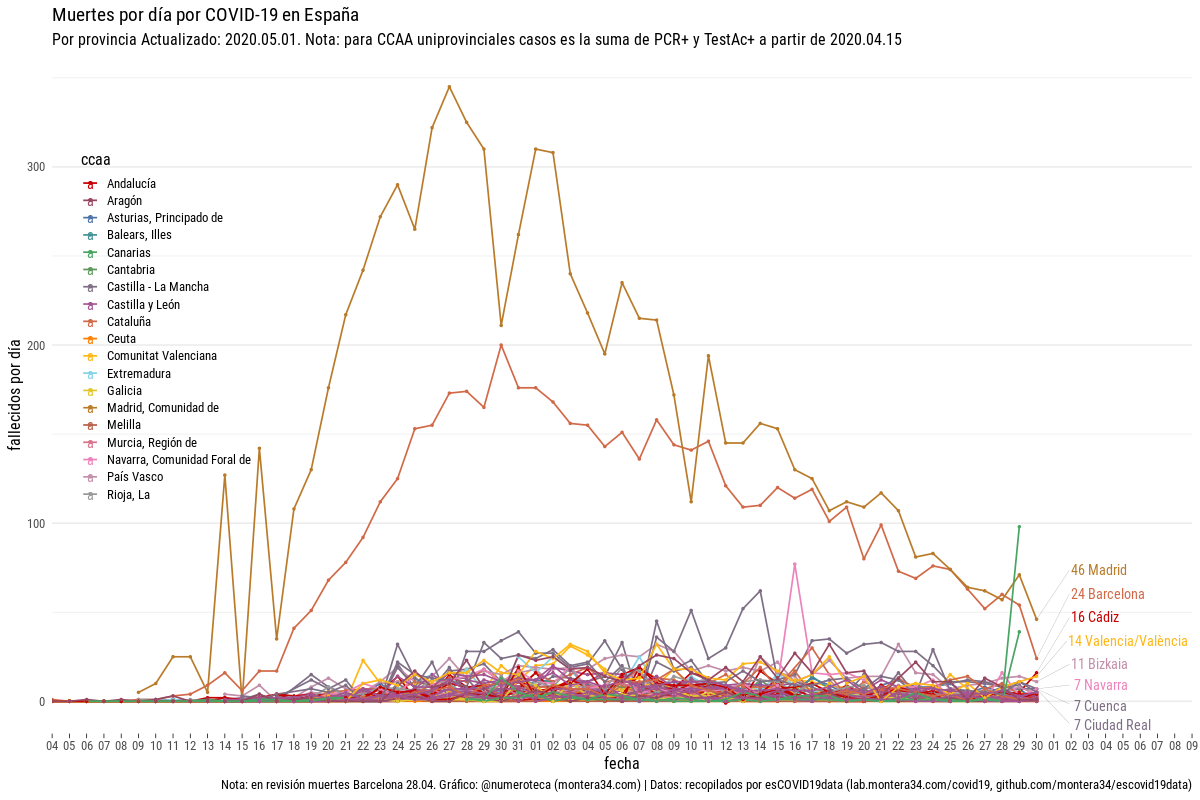 Muertes por día por COVID-19 en España
Por provincia Actualizado: 2020.05.01. Nota: para CCAA uniprovinciales casos es la suma de PCR+ y TestAc+ a partir de 2020.04.15
ccaa
Andalucía
Aragón
Asturias, Principado de
Balears, Illes
Canarias
Cantabria
Castilla - La Mancha
Castilla y León
Cataluña
Ceuta
Comunitat Valenciana
Extremadura
Galicia
Madrid, Comunidad de
Melilla
Murcia, Región de
Navarra, Comunidad Foral de
País Vasco
Rioja, La
fallecidos por día
300
200
100
0
46 Madrid
24 Barcelona
16 Cádiz
14 Valencia/València
11 Bizkaia
7 Navarra
7 Cuenca
7 Ciudad Real
04 05 06 07 08 09 10 11 12 13 14 15 16 17 18 19 20 21 22 23 24 25 26 27 28 29 30 31 01 02 03 04 05 06 07 08 09 10 11 12 13 14 15 16 17 18 19 20 21 22 23 24 25 26 27 28 29 30 01 02 03 04 05 06 07 08 09
fecha
Nota: en revisión muertes Barcelona 28.04. Gráfico: @numeroteca (montera34.com) | Datos: recopilados por esCOVID19data (lab.montera34.com/covid19, github.com/montera34/escovid19data)